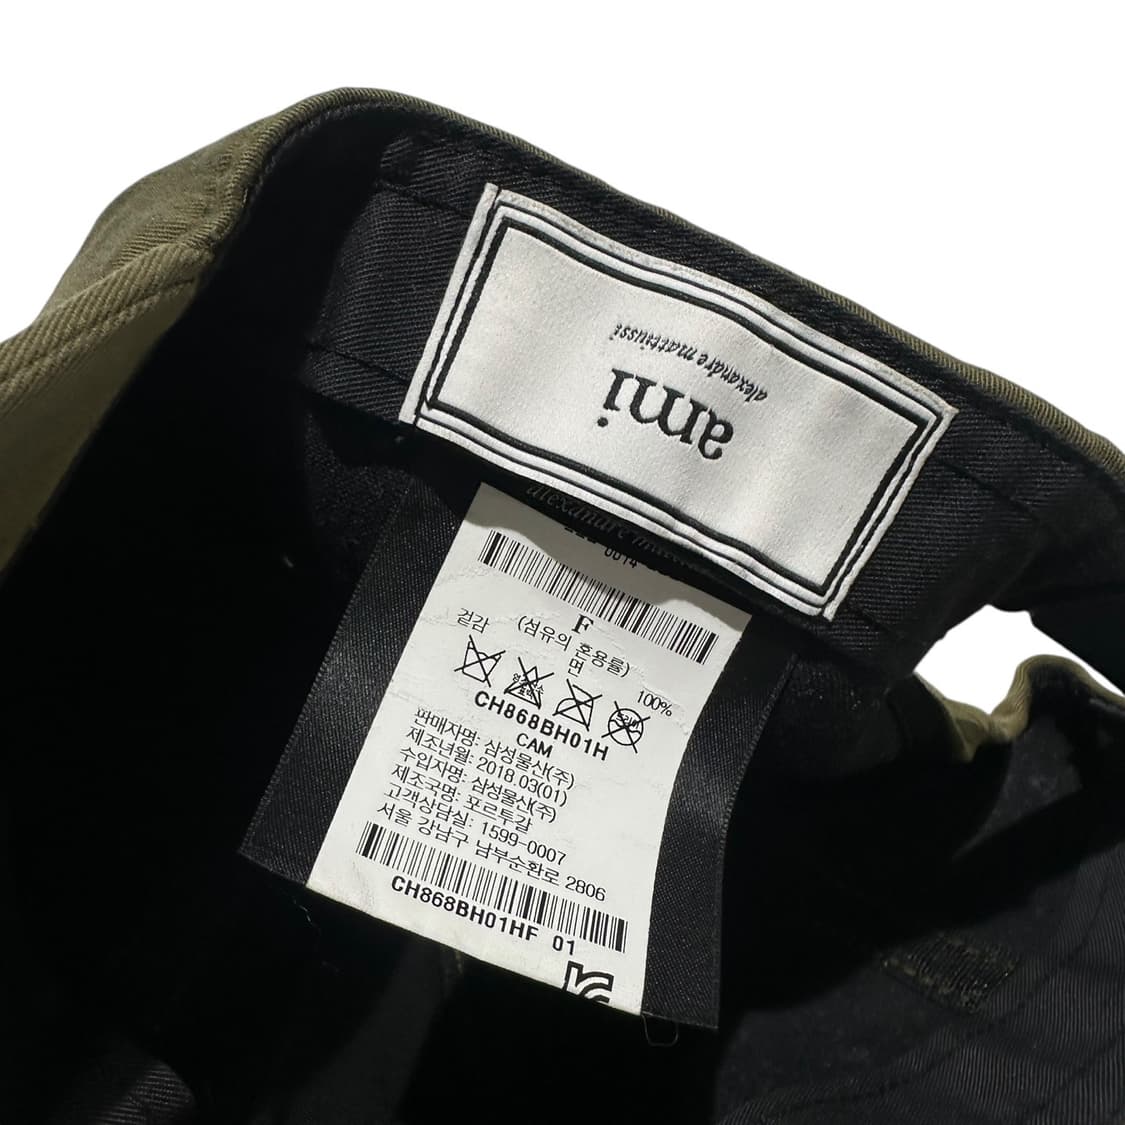 ami
alexandre mattiussi
0014
F
(섬유의 혼용률)
겉감 면 100%
CH868BH01H
CAM
판매자명: 삼성물산(주)
제조년월: 2018.03(01)
수입자명: 삼성물산(주)
제조국명: 포르투갈
고객상담실: 1599-0007
서울 강남구 남부순환로 2806
CH868BH01HF 01